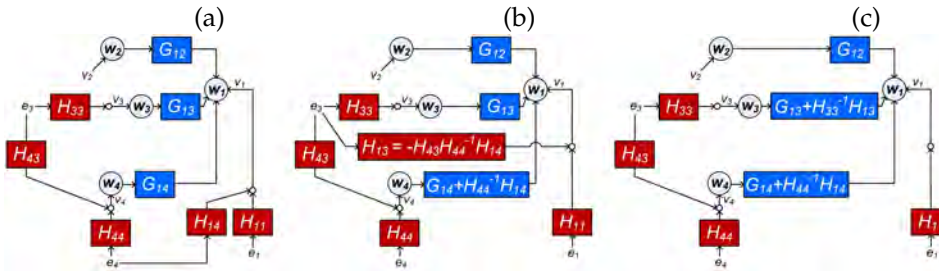 (a)
(b)
(c)
w2
G12
v2
w1
v1
e3
H33
v3
w3
G13
H43
w4
G14
v4
H44
H14
H11
e4
e1
w2
G12
v2
w1
v1
e3
H33
v3
w3
G13
H43
H13 = -H43H44^-1H14
w4
G14+H44^-1H14
v4
H44
H11
e4
e1
w2
G12
v2
w1
v1
e3
H33
v3
w3
G13+H33^-1H13
H43
w4
G14+H44^-1H14
v4
H44
H1
e4
e1